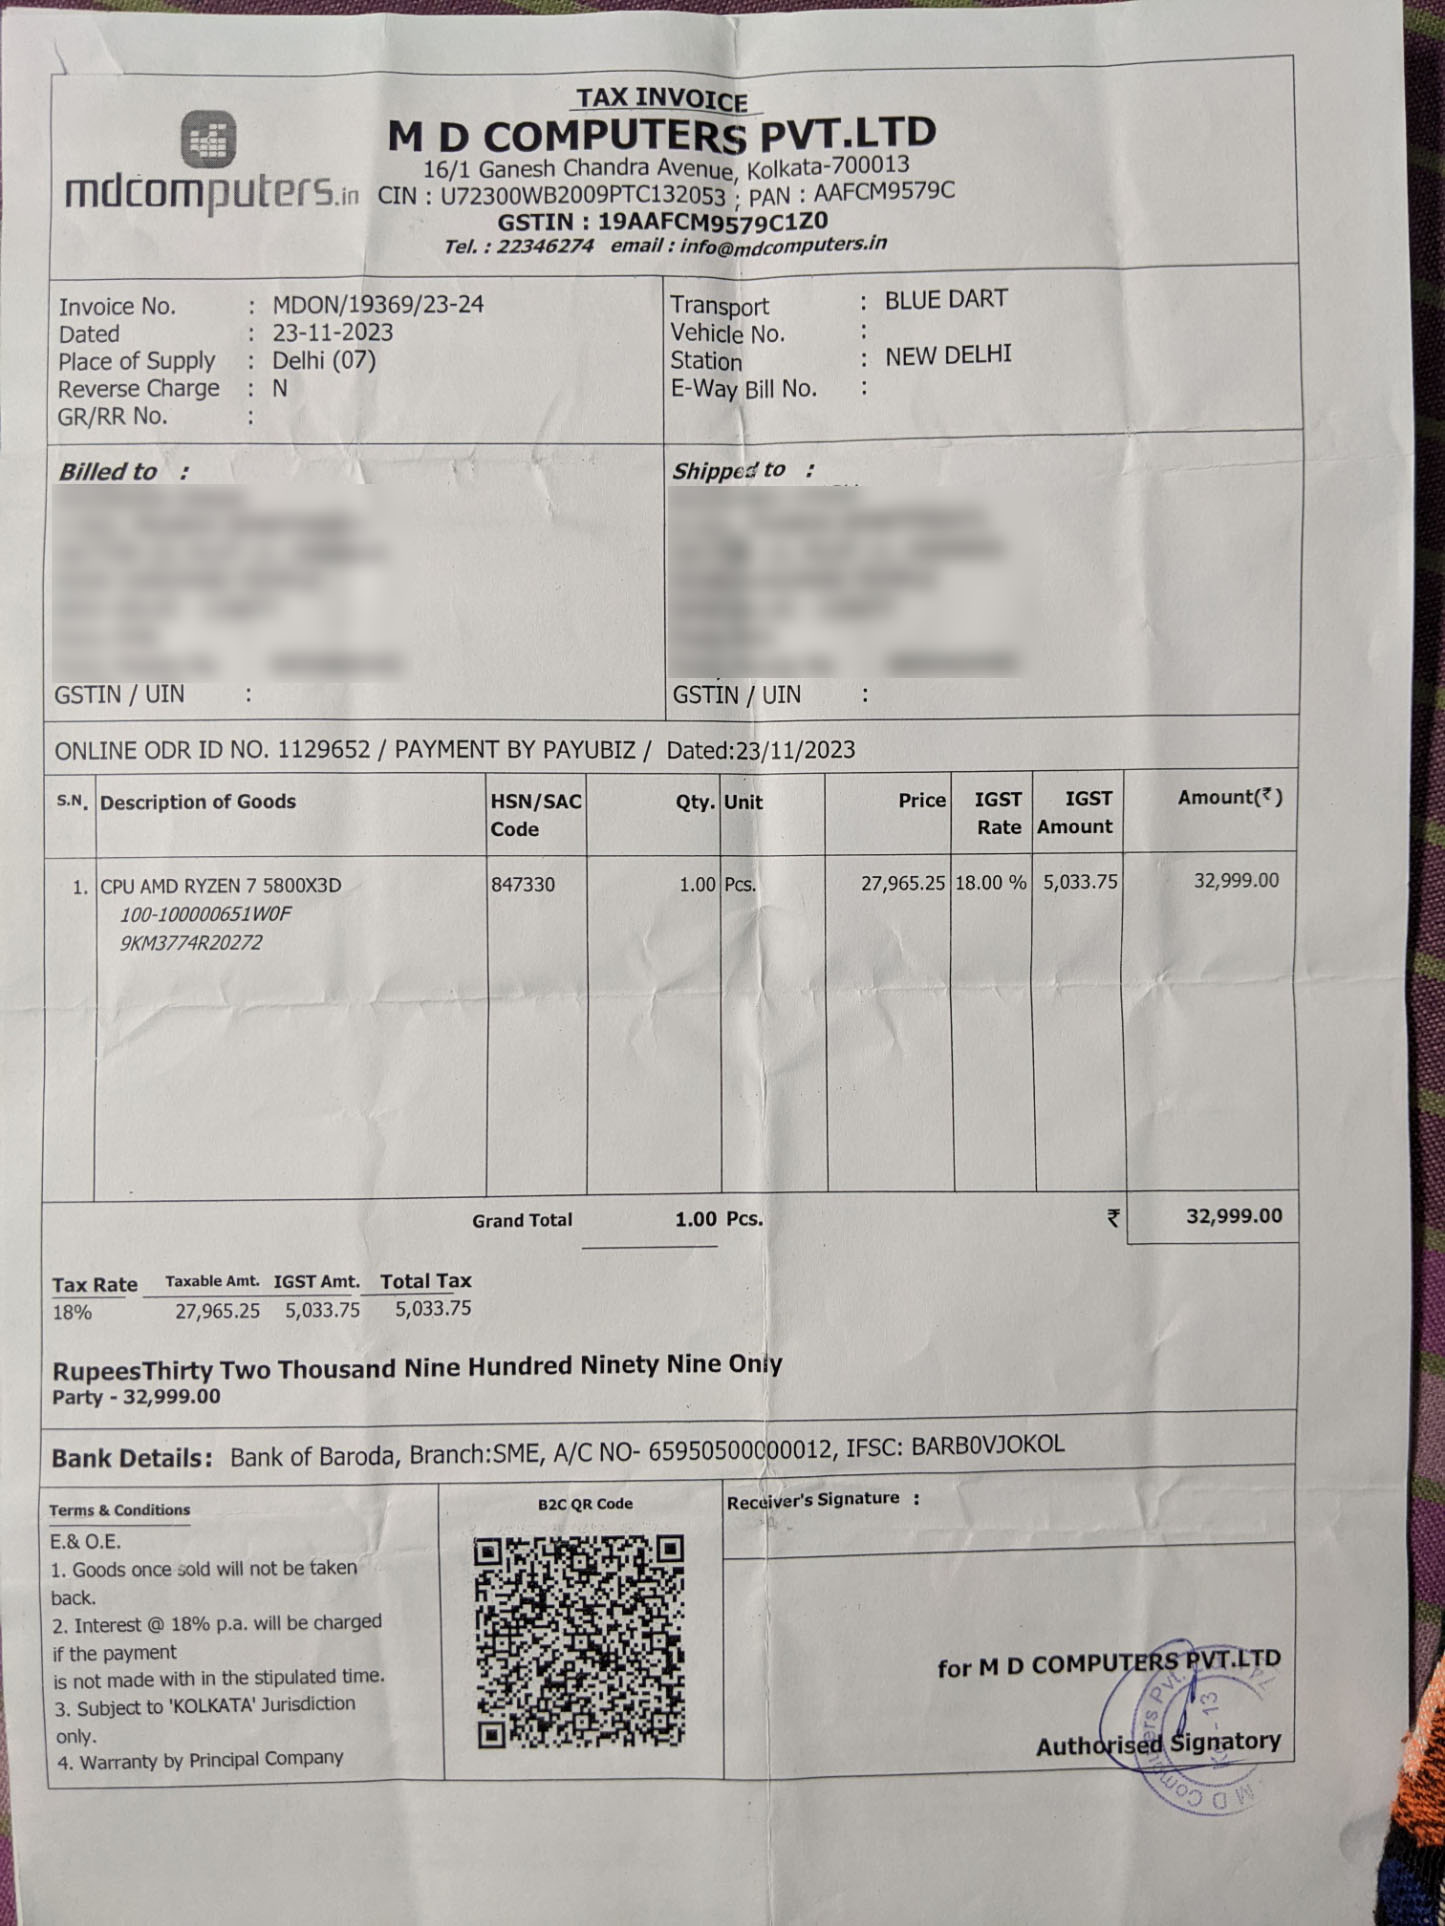 TAX INVOICE
M D COMPUTERS PVT.LTD
mdcomputers.in
16/1 Ganesh Chandra Avenue, Kolkata-700013
CIN : U72300WB2009PTC132053 ; PAN : AAFCM9579C
GSTIN : 19AAFCM9579C1Z0
Tel. : 22346274 email : info@mdcomputers.in
Invoice No. : MDON/19369/23-24
Dated : 23-11-2023
Place of Supply : Delhi (07)
Reverse Charge : N
GR/RR No. :
Transport : BLUE DART
Vehicle No. :
Station : NEW DELHI
E-Way Bill No. :
Billed to :
GSTIN / UIN :
Shipped to :
GSTIN / UIN :
ONLINE ODR ID NO. 1129652 / PAYMENT BY PAYUBIZ / Dated:23/11/2023
S.N. Description of Goods HSN/SAC Code Qty. Unit Price IGST Rate IGST Amount Amount(₹)
1. CPU AMD RYZEN 7 5800X3D 847330 1.00 Pcs. 27,965.25 18.00 % 5,033.75 32,999.00
100-100000651WOF
9KM3774R20272
Grand Total 1.00 Pcs. ₹ 32,999.00
Tax Rate Taxable Amt. IGST Amt. Total Tax
18% 27,965.25 5,033.75 5,033.75
RupeesThirty Two Thousand Nine Hundred Ninety Nine Only
Party - 32,999.00
Bank Details: Bank of Baroda, Branch:SME, A/C NO- 65950500000012, IFSC: BARB0VJOKOL
Terms & Conditions
E.& O.E.
1. Goods once sold will not be taken
back.
2. Interest @ 18% p.a. will be charged
if the payment
is not made with in the stipulated time.
3. Subject to 'KOLKATA' Jurisdiction
only.
4. Warranty by Principal Company
B2C QR Code
Receiver's Signature :
for M D COMPUTERS PVT.LTD
Authorised Signatory
M D Computers Pvt.